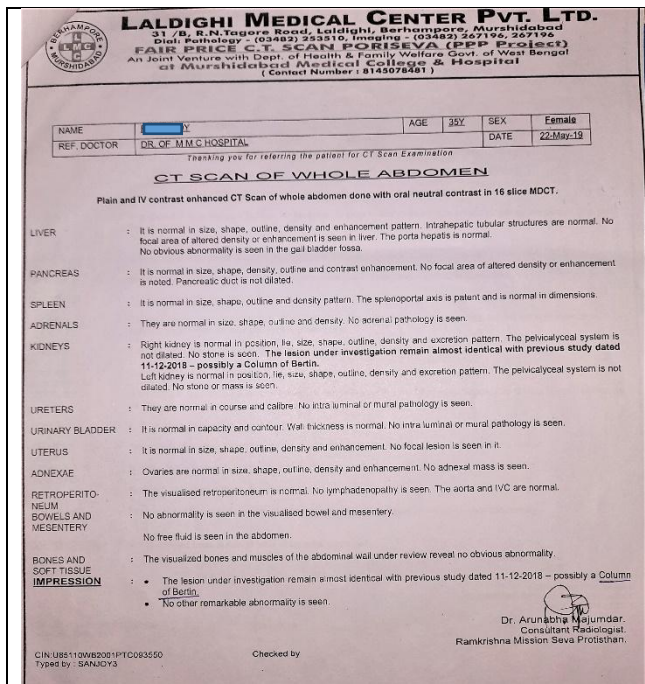 BERHAMPORE
LMC
MURSHIDABAD
LALDIGHI MEDICAL CENTER PVT. LTD.
31 /B, R.N.Tagore Road, Laldighi, Berhampore, Murshidabad
Dial: Pathology - (03482) 253510, Imaging - (03482) 267196, 267196
FAIR PRICE C.T. SCAN PORISEVA (PPP Project)
An Joint Venture with Dept. of Health & Family Welfare Govt. of West Bengal
at Murshidabad Medical College & Hospital
( Contact Number : 8145078481 )
NAME Y AGE 35Y SEX Female
REF. DOCTOR DR. OF M M C HOSPITAL DATE 22-May-19
Thanking you for referring the patient for CT Scan Examination
CT SCAN OF WHOLE ABDOMEN
Plain and IV contrast enhanced CT Scan of whole abdomen done with oral neutral contrast in 16 slice MDCT.
LIVER : It is normal in size, shape, outline, density and enhancement pattern. Intrahepatic tubular structures are normal. No
focal area of altered density or enhancement is seen in liver. The porta hepatis is normal.
No obvious abnormality is seen in the gall bladder fossa.
PANCREAS : It is normal in size, shape, density, outline and contrast enhancement. No focal area of altered density or enhancement
is noted. Pancreatic duct is not dilated.
SPLEEN : It is normal in size, shape, outline and density pattern. The splenoportal axis is patent and is normal in dimensions.
ADRENALS : They are normal in size, shape, outline and density. No adrenal pathology is seen.
KIDNEYS : Right kidney is normal in position, lie, size, shape, outline, density and excretion pattern. The pelvicalyceal system is
not dilated. No stone is seen. The lesion under investigation remain almost identical with previous study dated
11-12-2018 – possibly a Column of Bertin.
Left kidney is normal in position, lie, size, shape, outline, density and excretion pattern. The pelvicalyceal system is not
dilated. No stone or mass is seen.
URETERS : They are normal in course and calibre. No intra luminal or mural pathology is seen.
URINARY BLADDER : It is normal in capacity and contour. Wall thickness is normal. No intra luminal or mural pathology is seen.
UTERUS : It is normal in size, shape, outline, density and enhancement. No focal lesion is seen in it.
ADNEXAE : Ovaries are normal in size, shape, outline, density and enhancement. No adnexal mass is seen.
RETROPERITO- : The visualised retroperitoneum is normal. No lymphadenopathy is seen. The aorta and IVC are normal.
NEUM
BOWELS AND : No abnormality is seen in the visualised bowel and mesentery.
MESENTERY
No free fluid is seen in the abdomen.
BONES AND : The visualized bones and muscles of the abdominal wall under review reveal no obvious abnormality.
SOFT TISSUE
IMPRESSION : • The lesion under investigation remain almost identical with previous study dated 11-12-2018 – possibly a Column
of Bertin.
• No other remarkable abnormality is seen.
Dr. Arunabha Majumdar.
Consultant Radiologist.
Ramkrishna Mission Seva Protisthan.
CIN:U85110WB2001PTC093550 Checked by
Typed by : SANJOY3